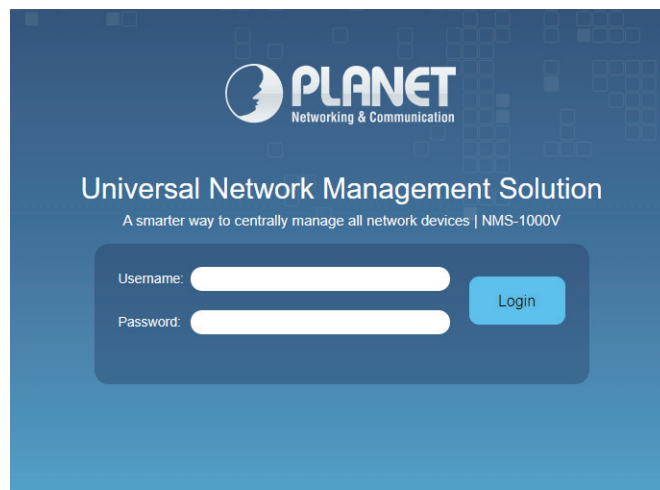 PLANET
Networking & Communication
Universal Network Management Solution
A smarter way to centrally manage all network devices | NMS-1000V
Username:
Login
Password: